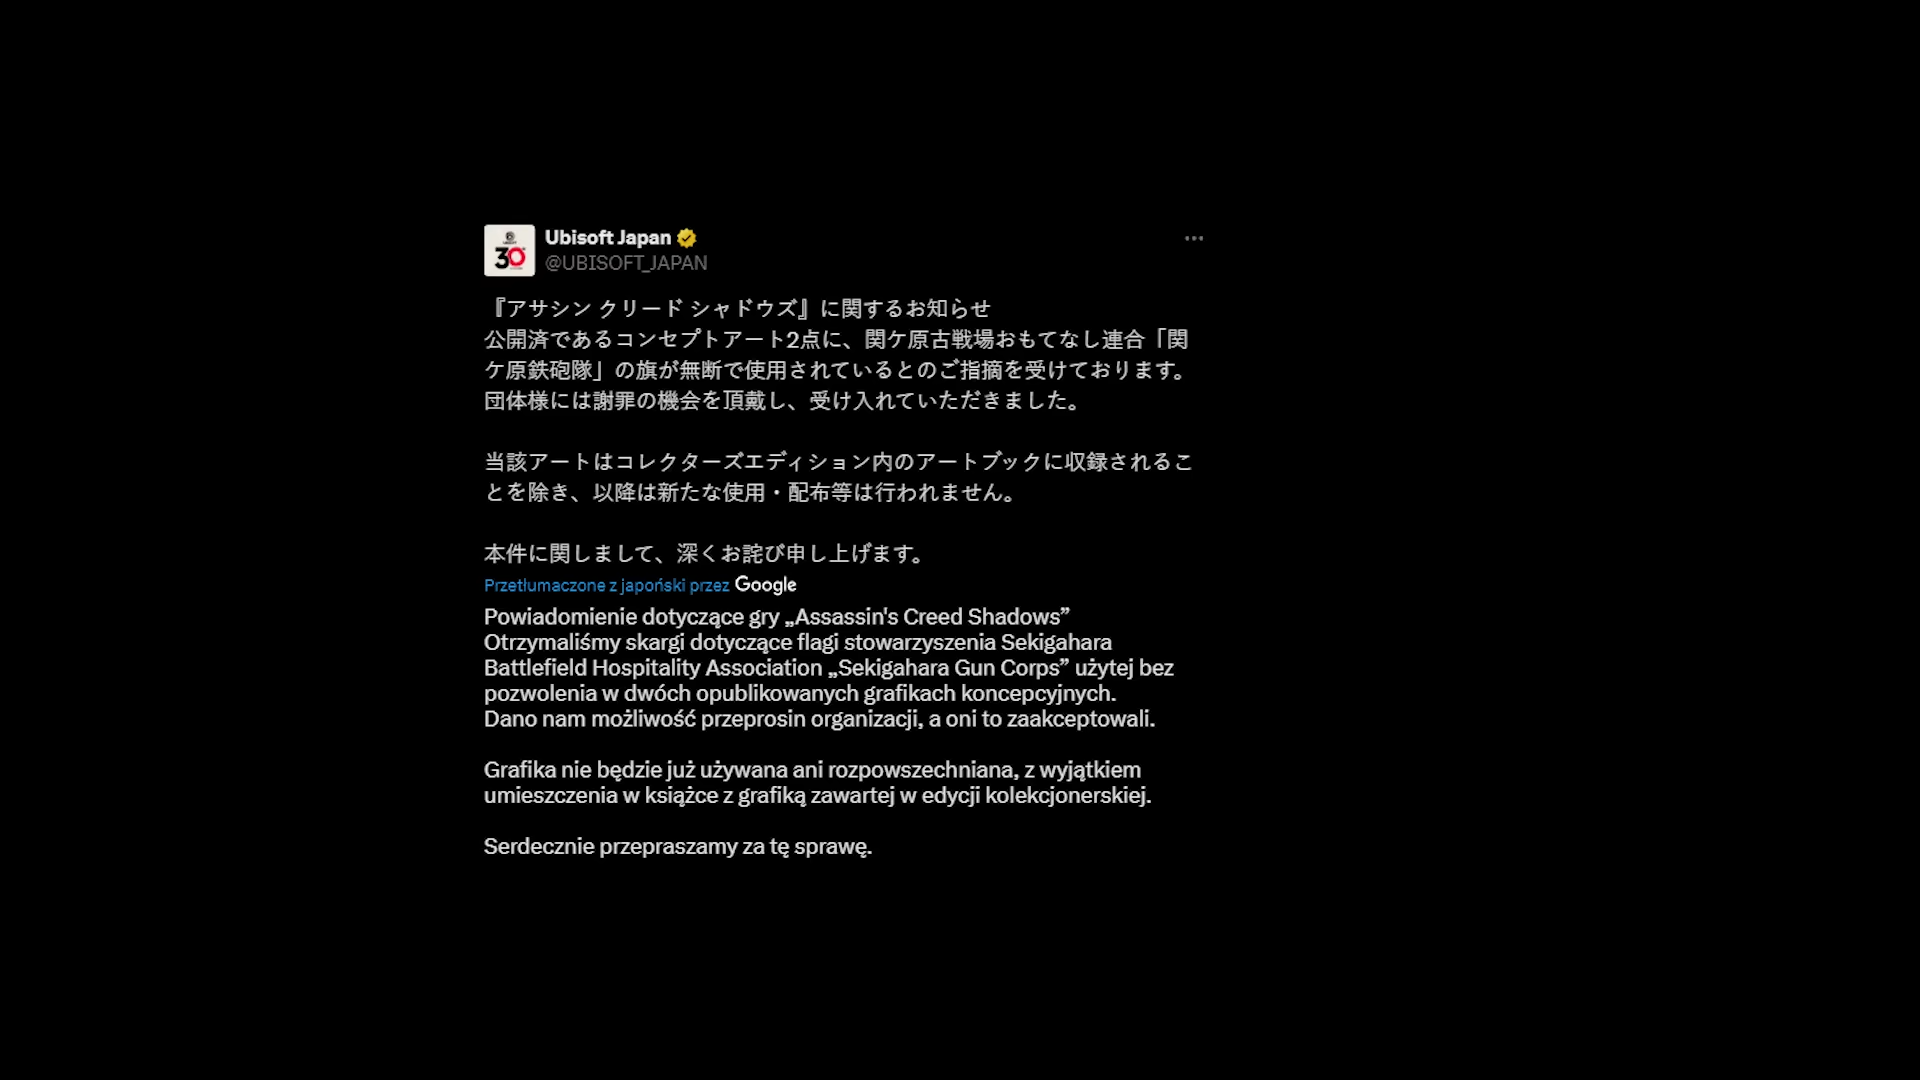 30
Ubisoft Japan
@UBISOFT_JAPAN
『アサシン クリード シャドウズ』に関するお知らせ
公開済であるコンセプトアート2点に、関ケ原古戦場おもてなし連合「関
ケ原鉄砲隊」の旗が無断で使用されているとのご指摘を受けております。
団体様には謝罪の機会を頂戴し、受け入れていただきました。
当該アートはコレクターズエディション内のアートブックに収録されるこ
とを除き、以降は新たな使用・配布等は行われません。
本件に関しまして、深くお詫び申し上げます。
Przetłumaczone z japoński przez Google
Powiadomienie dotyczące gry „Assassin's Creed Shadows”
Otrzymaliśmy skargi dotyczące flagi stowarzyszenia Sekigahara
Battlefield Hospitality Association „Sekigahara Gun Corps” użytej bez
pozwolenia w dwóch opublikowanych grafikach koncepcyjnych.
Dano nam możliwość przeprosin organizacji, a oni to zaakceptowali.
Grafika nie będzie już używana ani rozpowszechniana, z wyjątkiem
umieszczenia w książce z grafiką zawartej w edycji kolekcjonerskiej.
Serdecznie przepraszamy za tę sprawę.